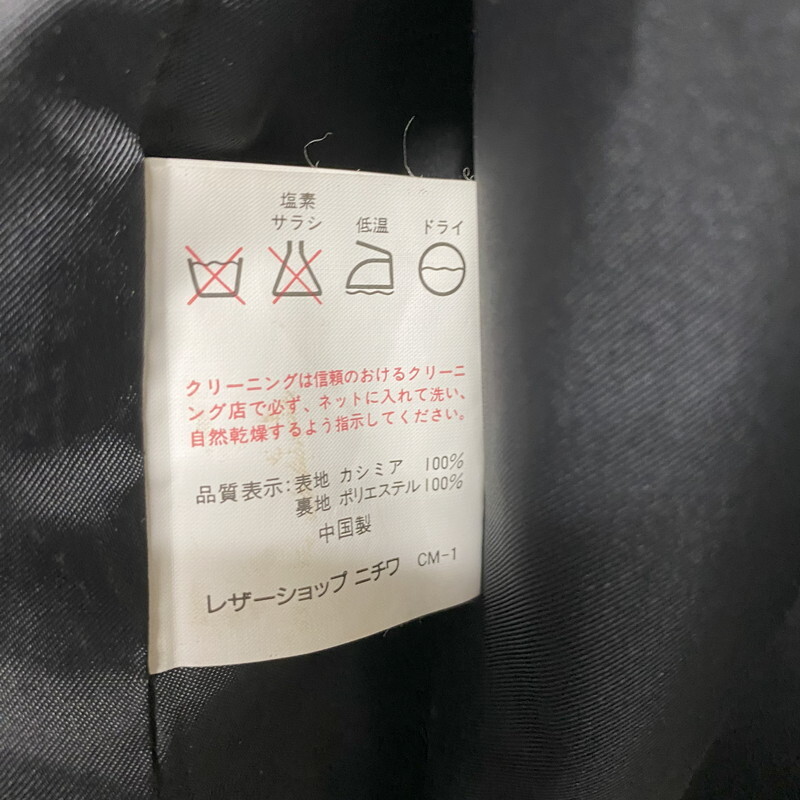 塩素
サラシ 低温 ドライ
クリーニングは信頼のおけるクリーニ
ング店で必ず、ネットに入れて洗い、
自然乾燥するよう指示してください。
品質表示:表地 カシミア 100%
裏地 ポリエステル100%
中国製
レザーショップ ニチワ CM-1